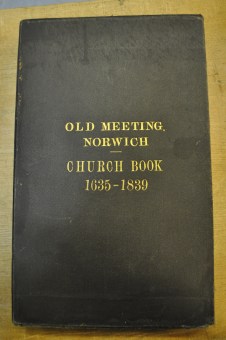 OLD MEETING,
NORWICH
CHURCH BOOK
1635-1839